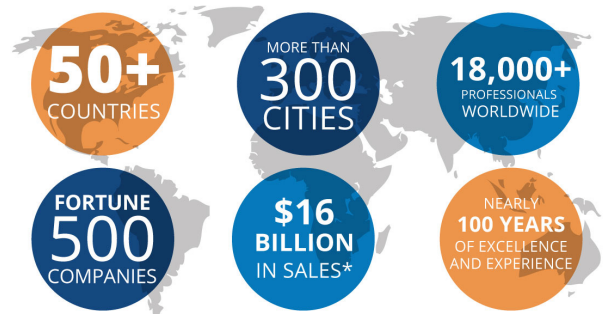 50+
COUNTRIES
MORE THAN
300
CITIES
18,000+
PROFESSIONALS
WORLDWIDE
FORTUNE
500
COMPANIES
$16
BILLION
IN SALES*
NEARLY
100 YEARS
OF EXCELLENCE
AND EXPERIENCE